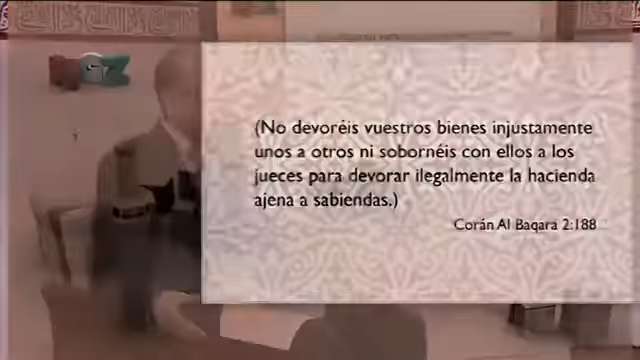 (No devoréis vuestros bienes injustamente
unos a otros ni sobornéis con ellos a los
jueces para devorar ilegalmente la hacienda
ajena a sabiendas.)
Corán Al Baqara 2:188